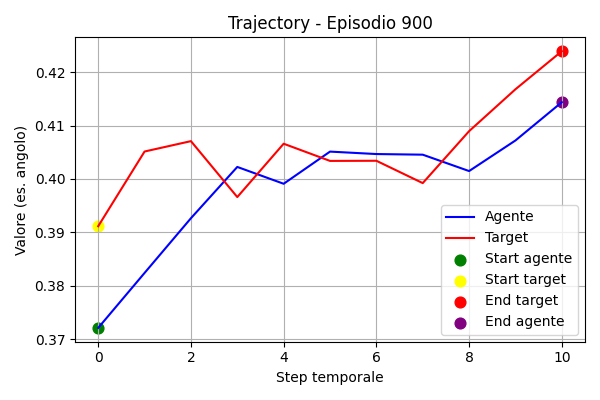 Trajectory - Episodio 900
Valore (es. angolo)
0.42
0.41
0.40
0.39
0.38
0.37
0
2
4
6
8
10
Step temporale
Agente
Target
Start agente
Start target
End target
End agente